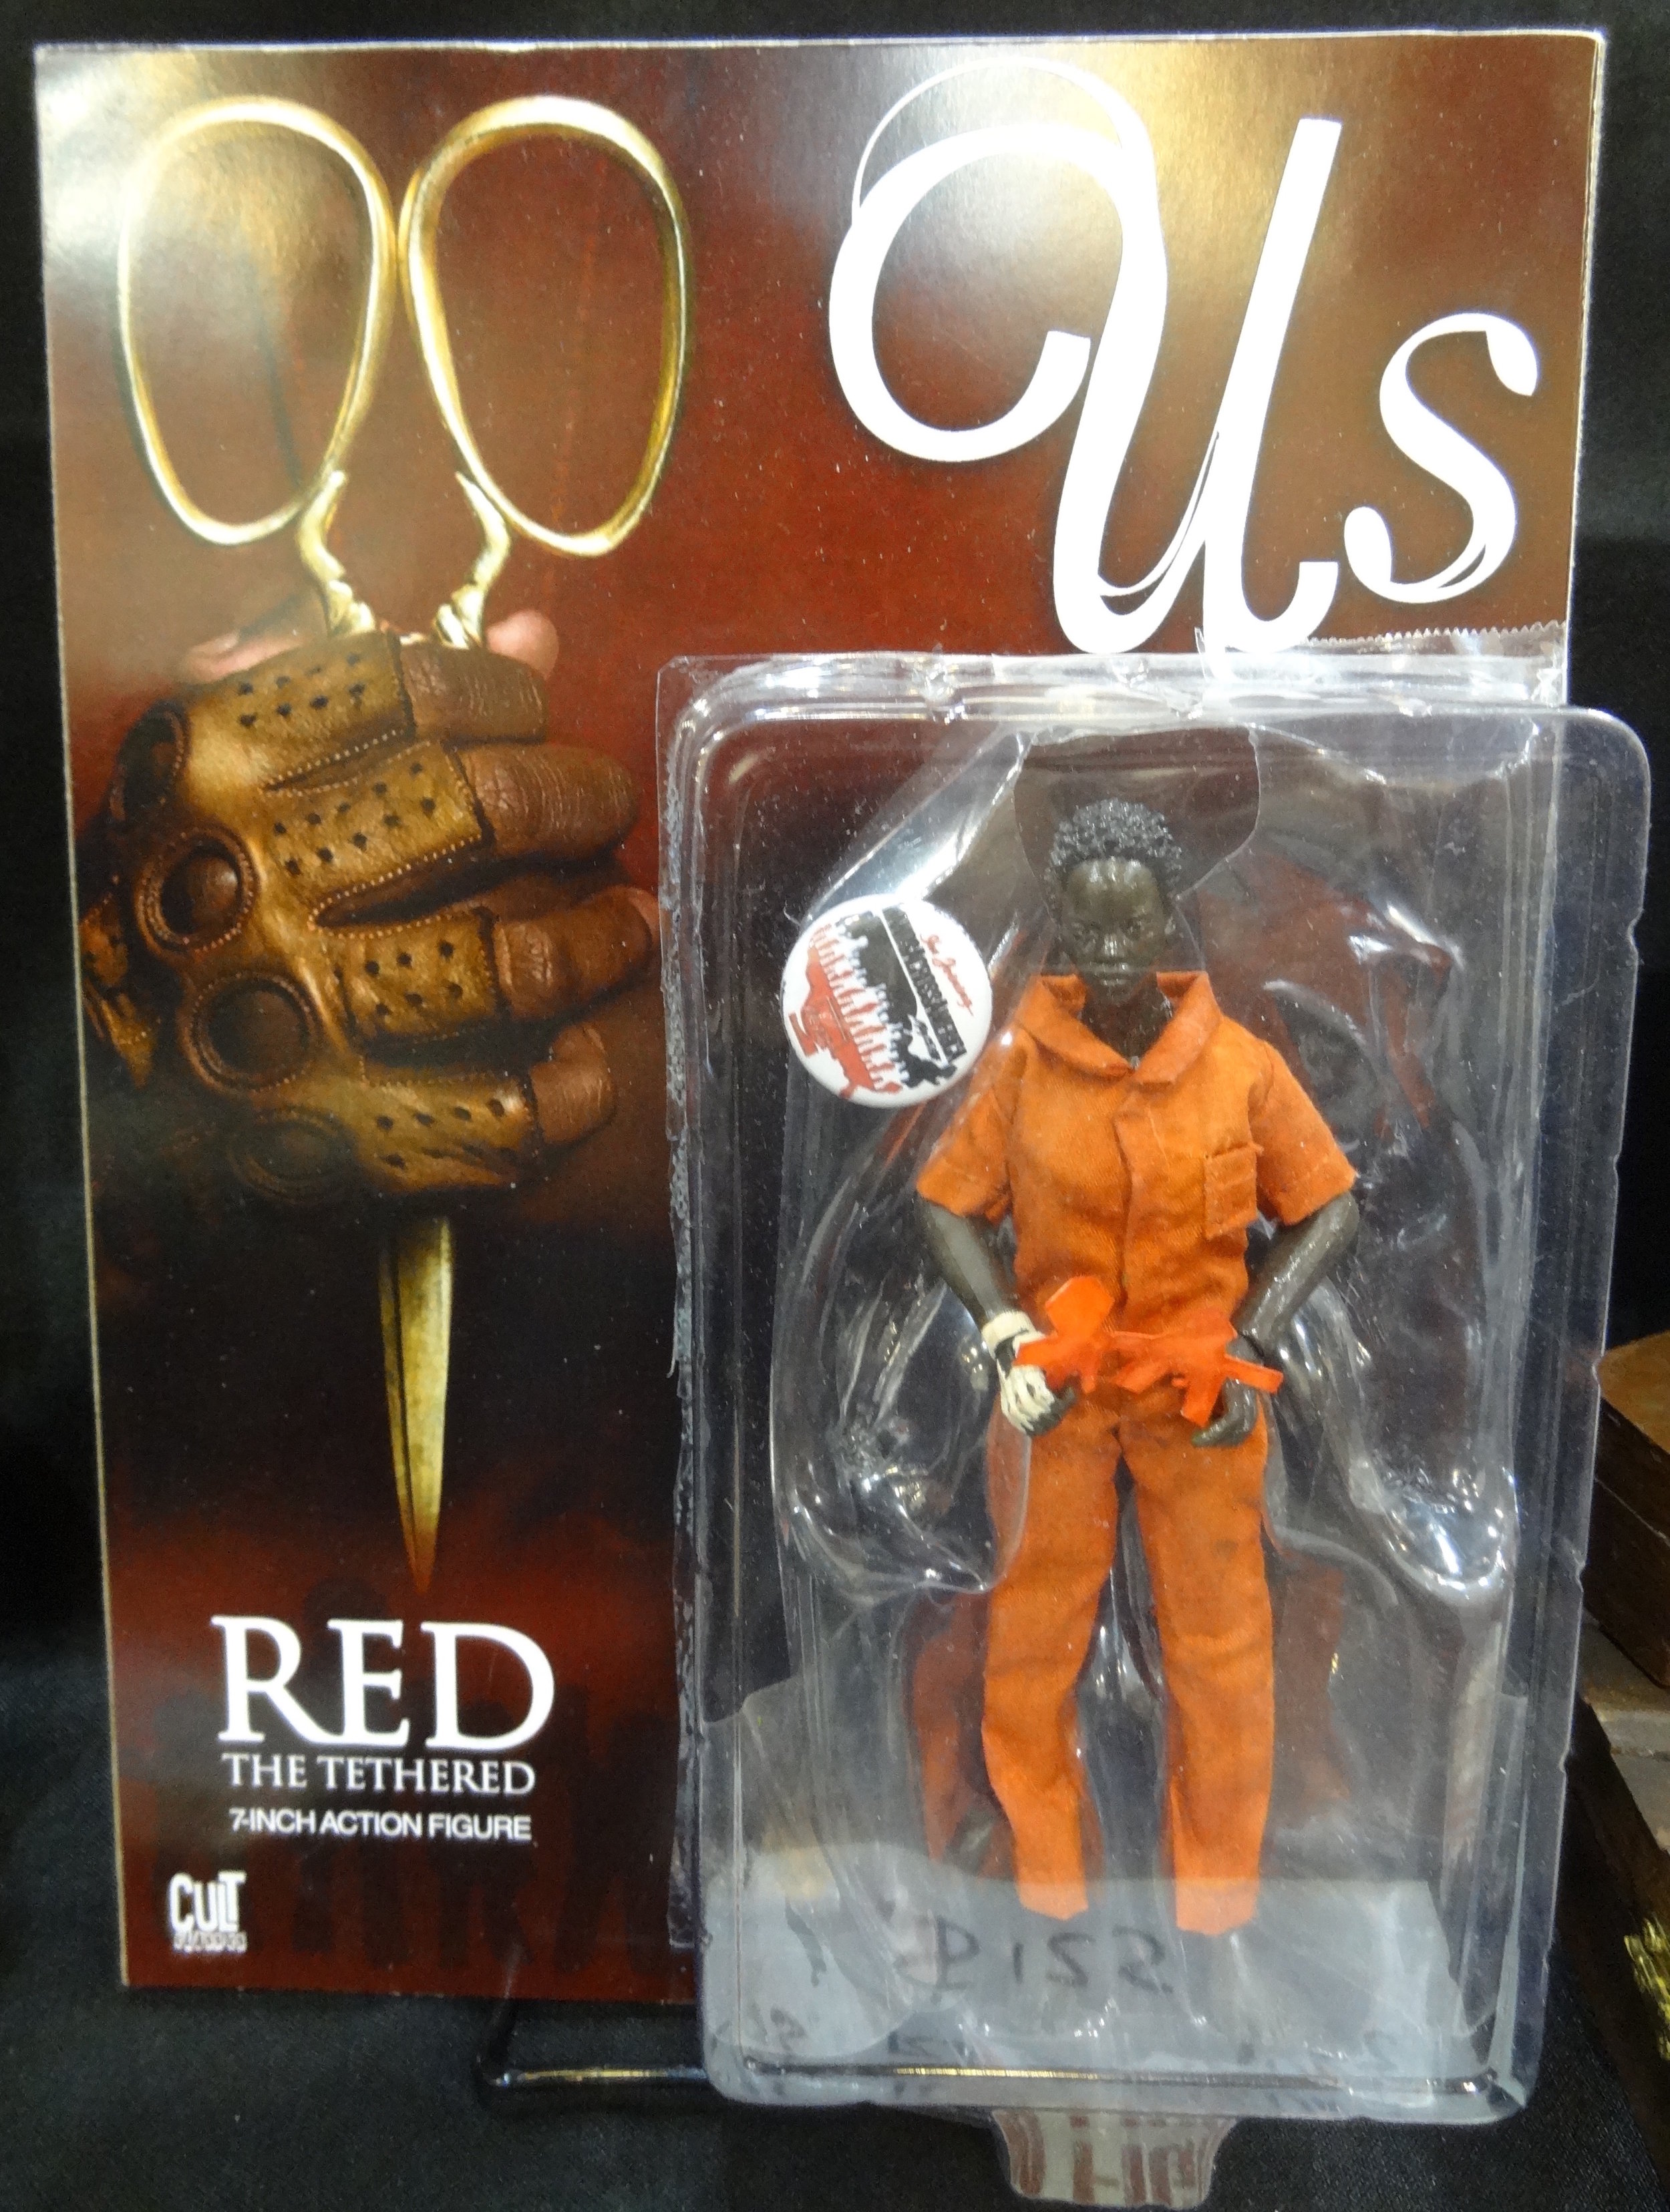 Us
RED
THE TETHERED
7-INCH ACTION FIGURE
CULT